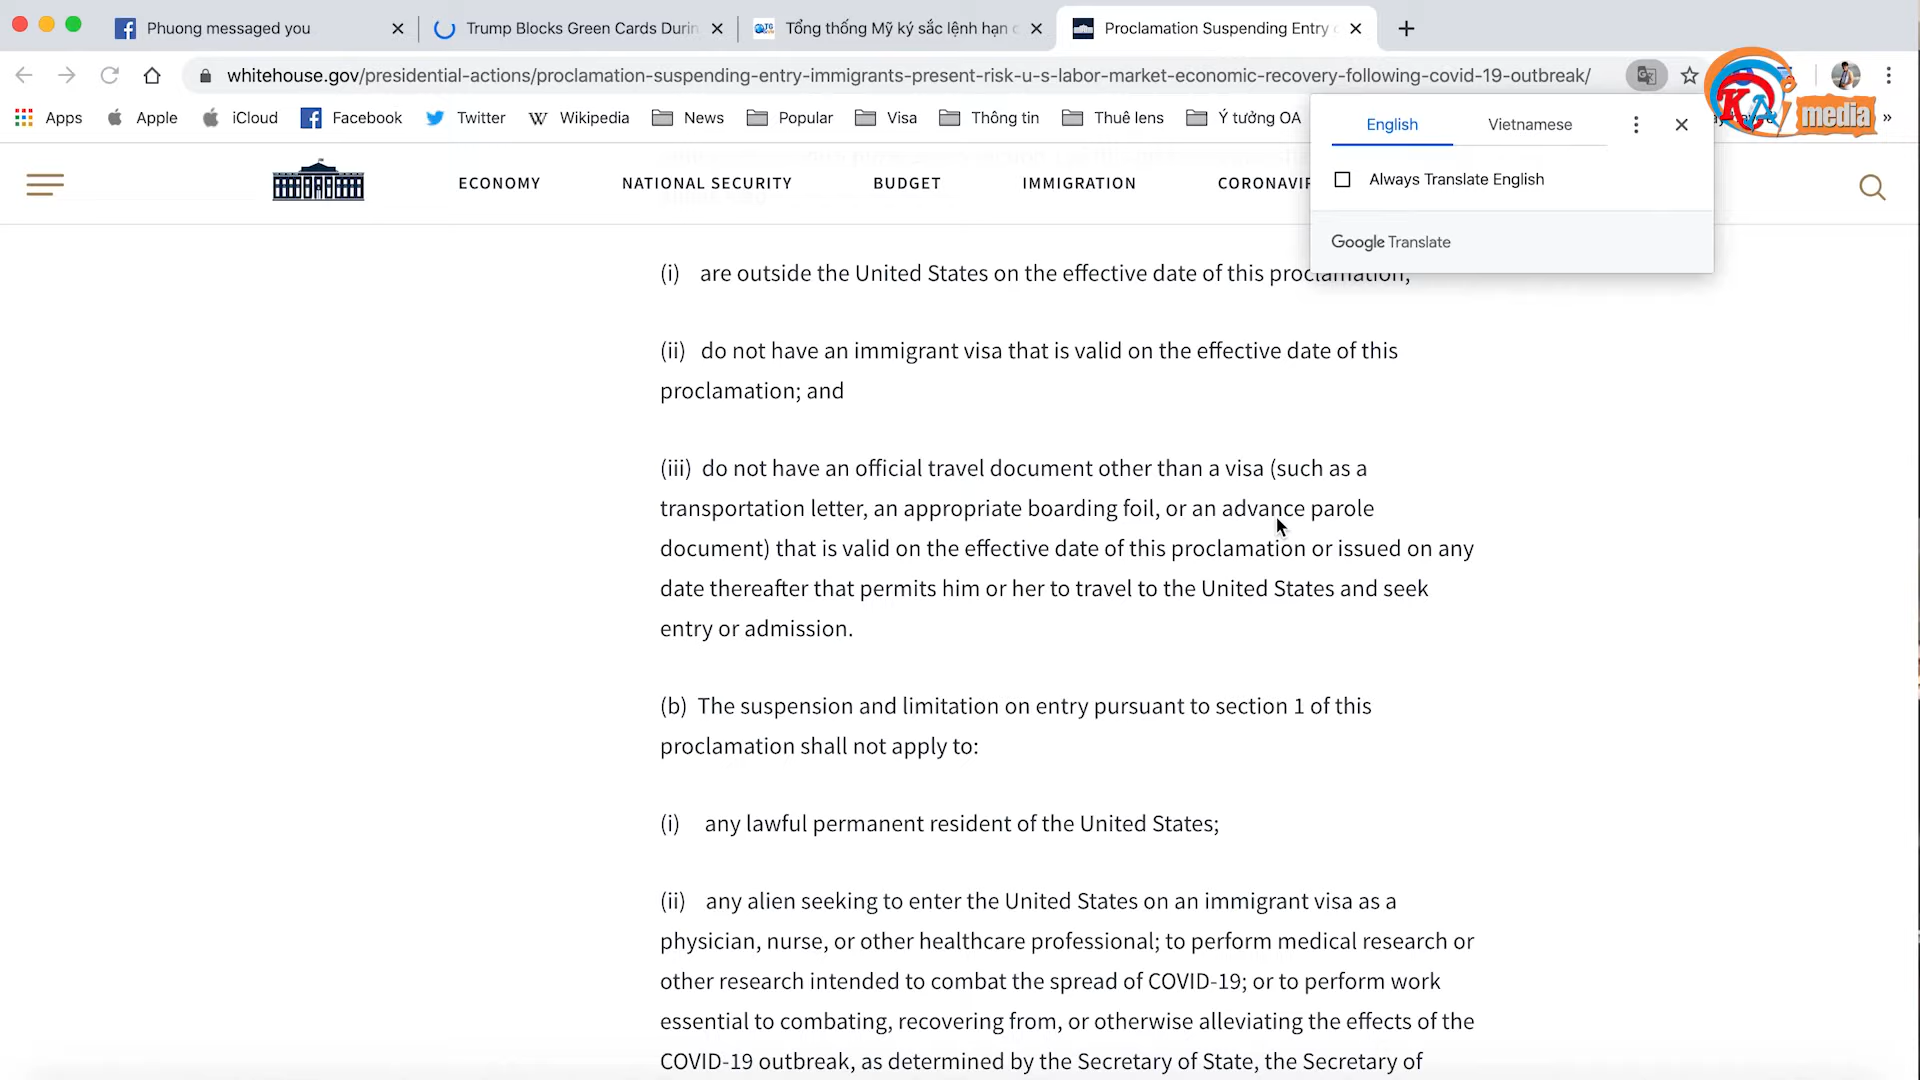 Phuong messaged you
Trump Blocks Green Cards Durin
Tổng thống Mỹ ký sắc lệnh hạn c
Proclamation Suspending Entry
whitehouse.gov/presidential-actions/proclamation-suspending-entry-immigrants-present-risk-u-s-labor-market-economic-recovery-following-covid-19-outbreak/
Apps Apple iCloud Facebook Twitter Wikipedia News Popular Visa Thông tin Thuê lens Ý tưởng OA
KA media
English Vietnamese
Always Translate English
Google Translate
ECONOMY NATIONAL SECURITY BUDGET IMMIGRATION CORONAVI
(i) are outside the United States on the effective date of this proclamation;
(ii) do not have an immigrant visa that is valid on the effective date of this
proclamation; and
(iii) do not have an official travel document other than a visa (such as a
transportation letter, an appropriate boarding foil, or an advance parole
document) that is valid on the effective date of this proclamation or issued on any
date thereafter that permits him or her to travel to the United States and seek
entry or admission.
(b) The suspension and limitation on entry pursuant to section 1 of this
proclamation shall not apply to:
(i) any lawful permanent resident of the United States;
(ii) any alien seeking to enter the United States on an immigrant visa as a
physician, nurse, or other healthcare professional; to perform medical research or
other research intended to combat the spread of COVID-19; or to perform work
essential to combating, recovering from, or otherwise alleviating the effects of the
COVID-19 outbreak, as determined by the Secretary of State, the Secretary of